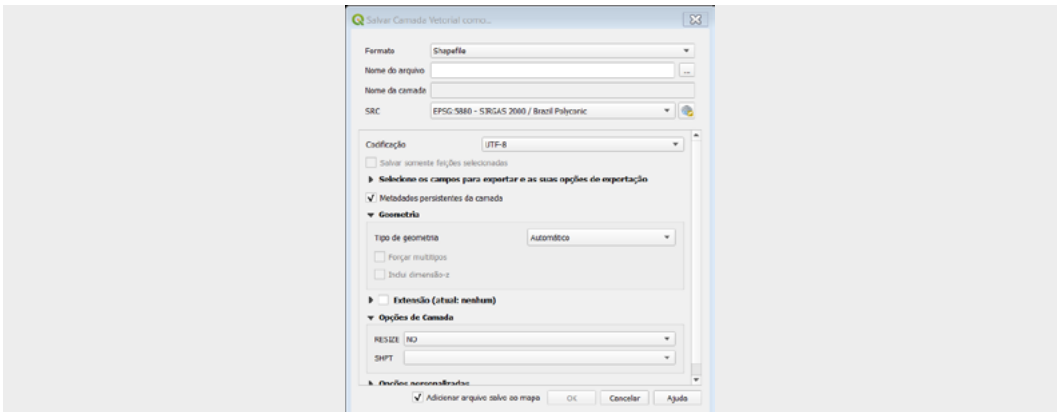 Salvar Camada Vetorial como...
Formato Shapefile
Nome do arquivo ...
Nome da camada
SRC EPSG:5880 - SIRGAS 2000 / Brazil Polyconic
Codificação UTF-8
Salvar somente feições selecionadas
Selecione os campos para exportar e as suas opções de exportação
Metadados persistentes da camada
Geometria
Tipo de geometria Automático
Forçar multitipos
Inclui dimensão-z
Extensão (atual: nenhum)
Opções de Camada
RESIZE NO
SHPT
Opções personalizadas
Adicionar arquivo salvo ao mapa OK Cancelar Ajuda